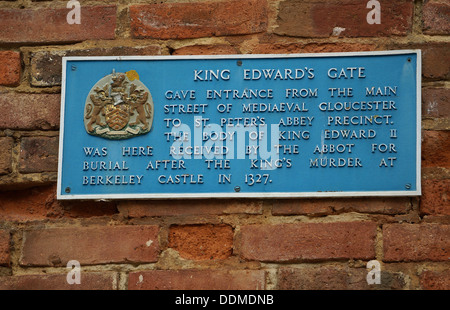 KING EDWARD'S GATE
GAVE ENTRANCE FROM THE MAIN
STREET OF MEDIAEVAL GLOUCESTER
TO ST PETER'S ABBEY PRECINCT.
THE BODY OF KING EDWARD II
WAS HERE RECEIVED BY THE ABBOT FOR
BURIAL AFTER THE KING'S MURDER AT
BERKELEY CASTLE IN 1327.
alamy
DDMDNB